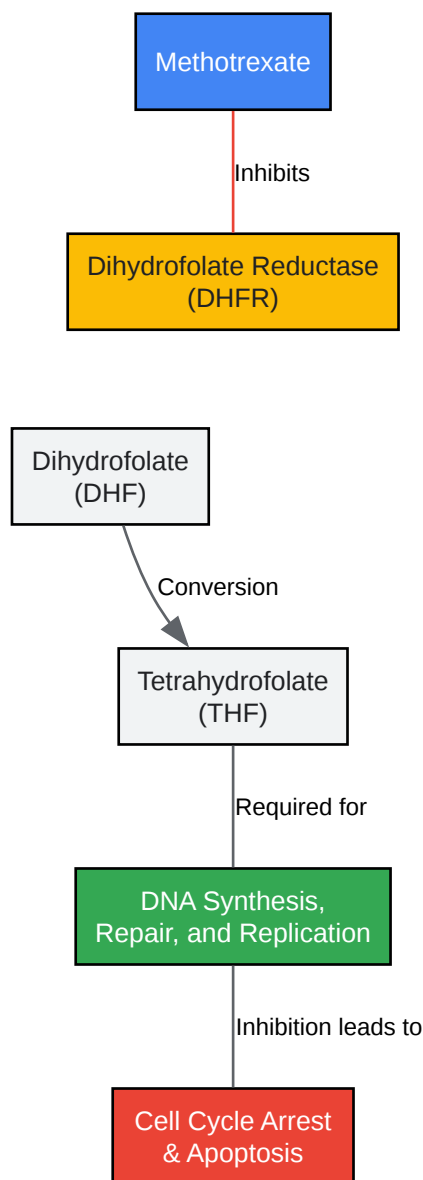 Methotrexate
Inhibits
Dihydrofolate Reductase
(DHFR)
Dihydrofolate
(DHF)
Conversion
Tetrahydrofolate
(THF)
Required for
DNA Synthesis,
Repair, and Replication
Inhibition leads to
Cell Cycle Arrest
& Apoptosis